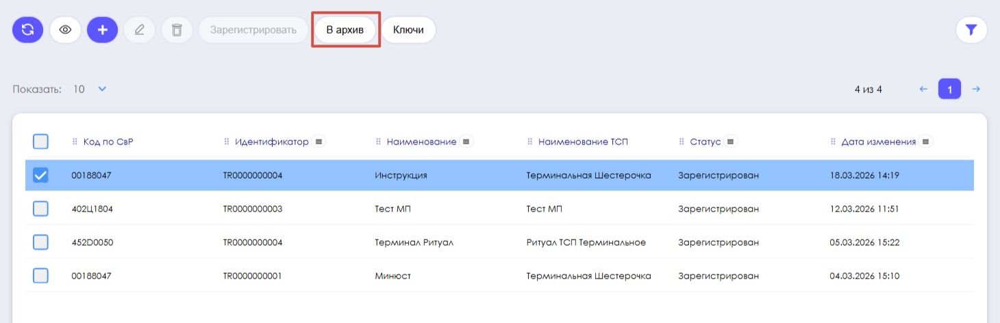 Зарегистрировать В архив Ключи
Показать: 10 4 из 4 1
Код по СвР Идентификатор Наименование Наименование ТСП Статус Дата изменения
00188047 TR0000000004 Инструкция Терминальная Шестерочка Зарегистрирован 18.03.2026 14:19
402Ц1804 TR0000000003 Тест МП Тест МП Зарегистрирован 12.03.2026 11:51
452D0050 TR0000000004 Терминал Ритуал Ритуал ТСП Терминальное Зарегистрирован 05.03.2026 15:22
00188047 TR0000000001 Минюст Терминальная Шестерочка Зарегистрирован 04.03.2026 15:10